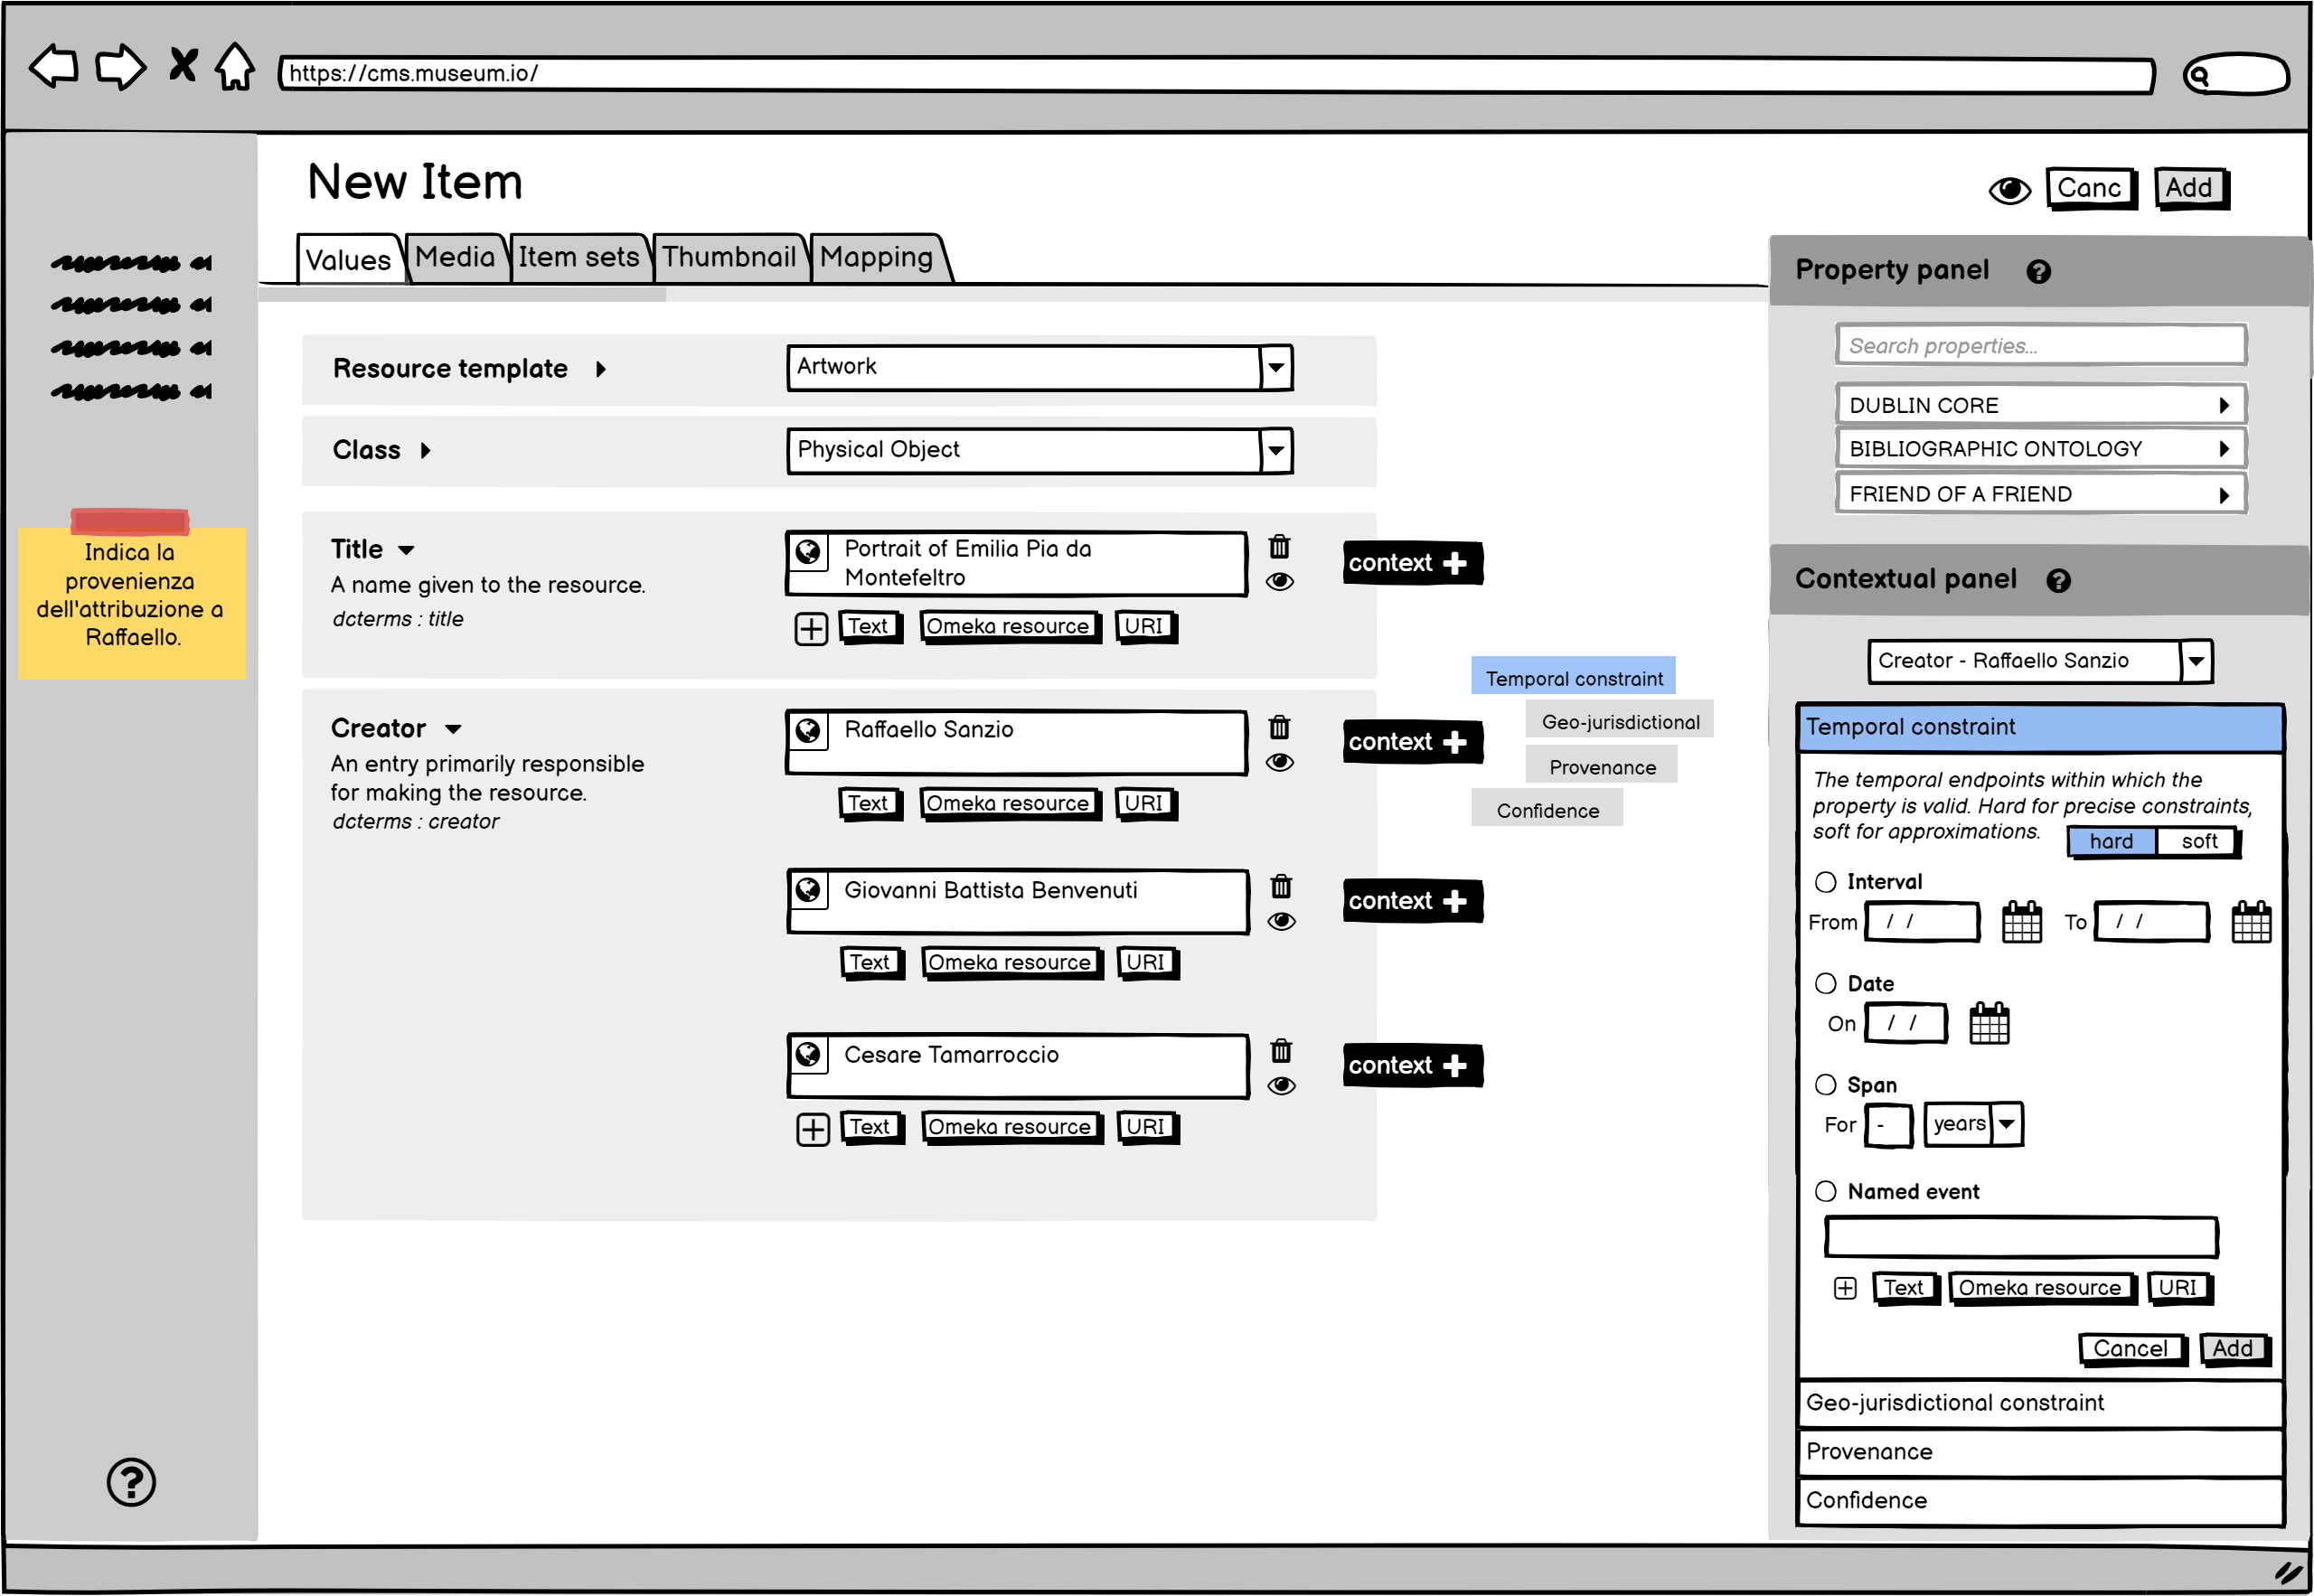 https://cms.museum.io/
New Item
Canc
Add
Values
Media
Item sets
Thumbnail
Mapping
Resource template
Artwork
Class
Physical Object
Indica la
provenienza
dell'attribuzione a
Raffaello.
Title
A name given to the resource.
dcterms : title
Portrait of Emilia Pia da
Montefeltro
Text
Omeka resource
URI
context
Creator
An entry primarily responsible
for making the resource.
dcterms : creator
Raffaello Sanzio
Text
Omeka resource
URI
context
Temporal constraint
Geo-jurisdictional
Provenance
Confidence
Giovanni Battista Benvenuti
Text
Omeka resource
URI
context
Cesare Tamarroccio
Text
Omeka resource
URI
context
Property panel
Search properties...
DUBLIN CORE
BIBLIOGRAPHIC ONTOLOGY
FRIEND OF A FRIEND
Contextual panel
Creator - Raffaello Sanzio
Temporal constraint
The temporal endpoints within which the
property is valid. Hard for precise constraints,
soft for approximations.
hard
soft
Interval
From / / To / /
Date
On / /
Span
For - years
Named event
Text
Omeka resource
URI
Cancel
Add
Geo-jurisdictional constraint
Provenance
Confidence